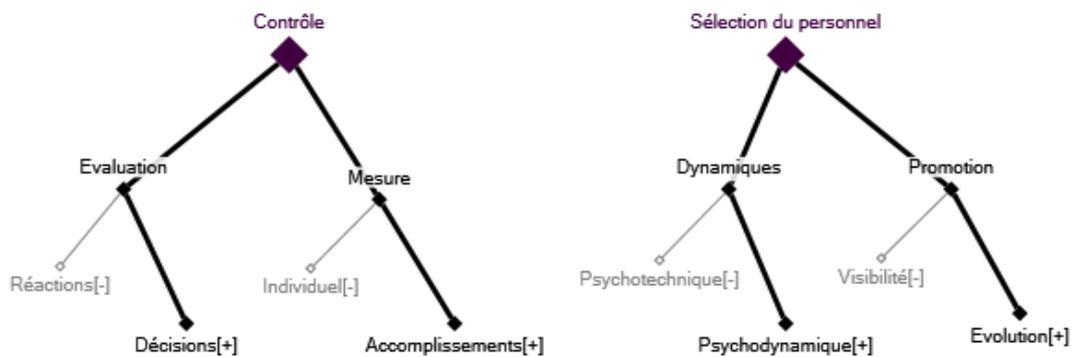 Contrôle
Sélection du personnel
Evaluation
Mesure
Dynamiques
Promotion
Réactions[-]
Individuel[-]
Psychotechnique[-]
Visibilité[-]
Décisions[+]
Accomplissements[+]
Psychodynamique[+]
Evolution[+]